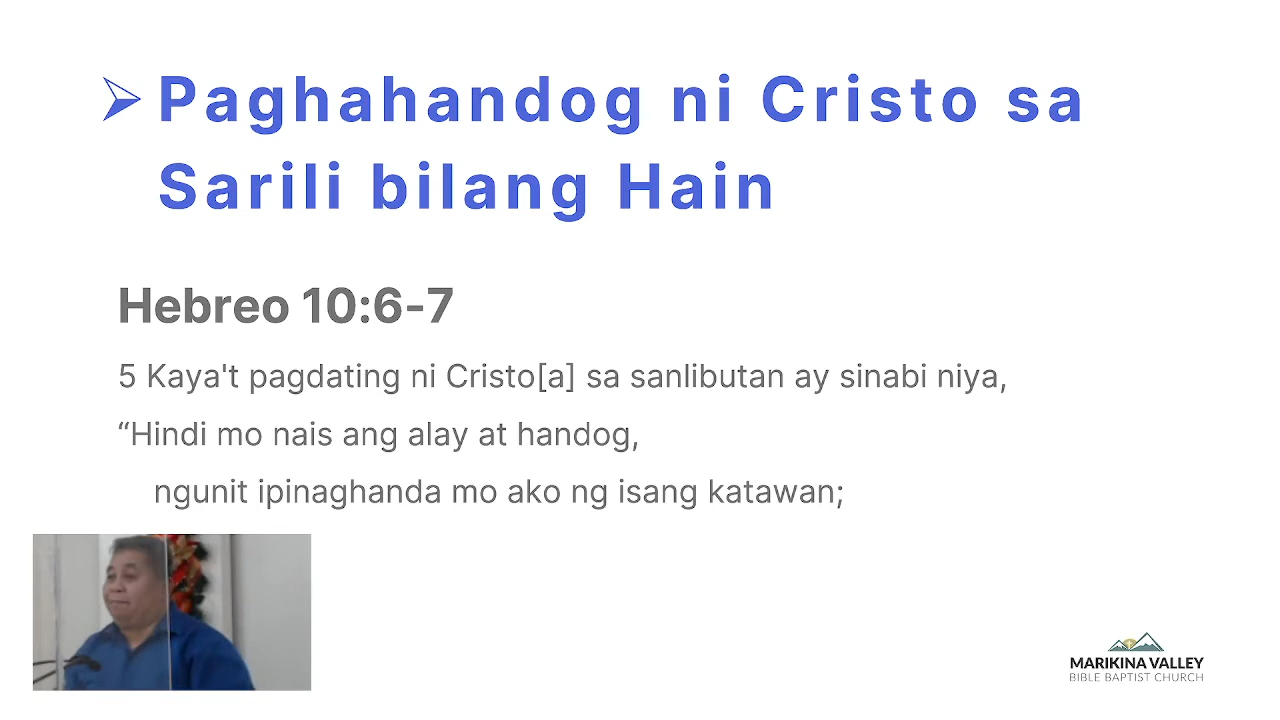 Paghahandog ni Cristo sa
Sarili bilang Hain
Hebreo 10:6-7
5 Kaya't pagdating ni Cristo[a] sa sanlibutan ay sinabi niya,
“Hindi mo nais ang alay at handog,
ngunit ipinaghanda mo ako ng isang katawan;
MARIKINA VALLEY
BIBLE BAPTIST CHURCH